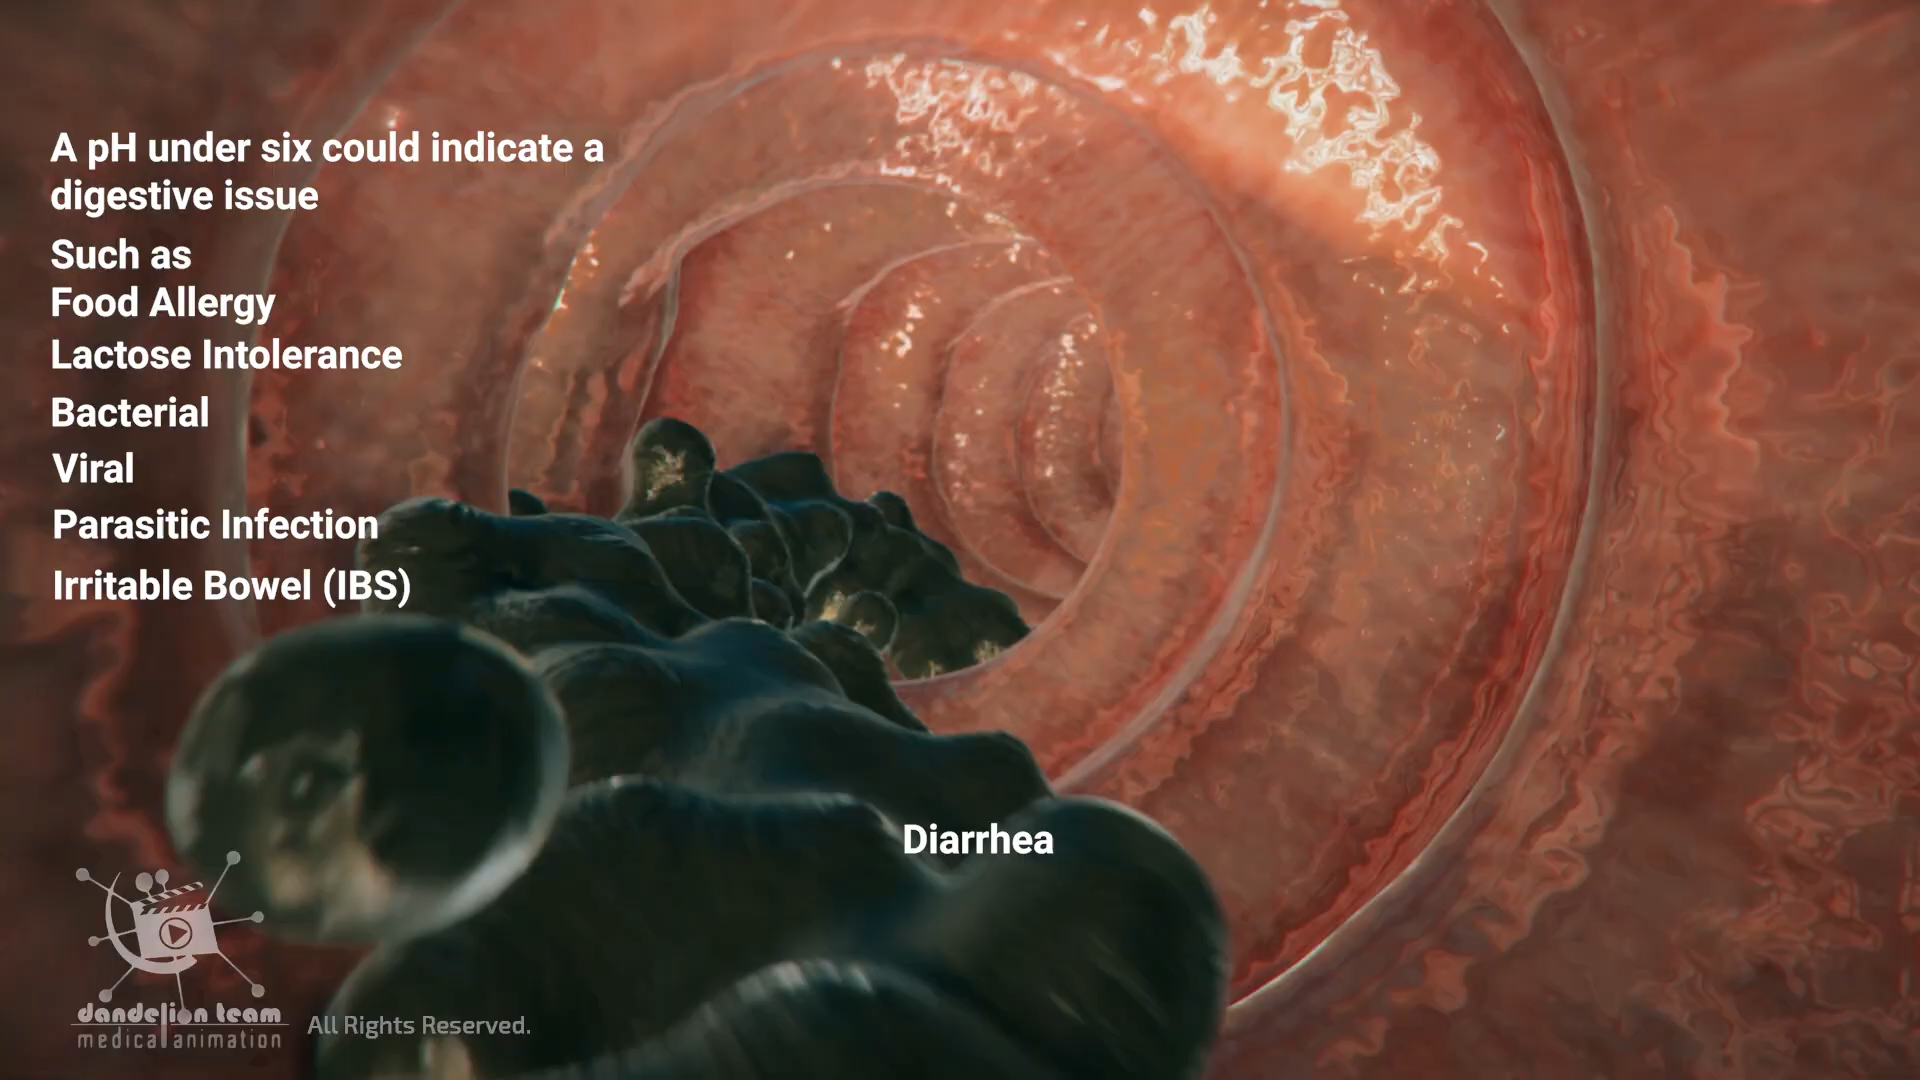 A pH under six could indicate a
digestive issue
Such as
Food Allergy
Lactose Intolerance
Bacterial
Viral
Parasitic Infection
Irritable Bowel (IBS)
Diarrhea
dandelion team
medical animation
All Rights Reserved.